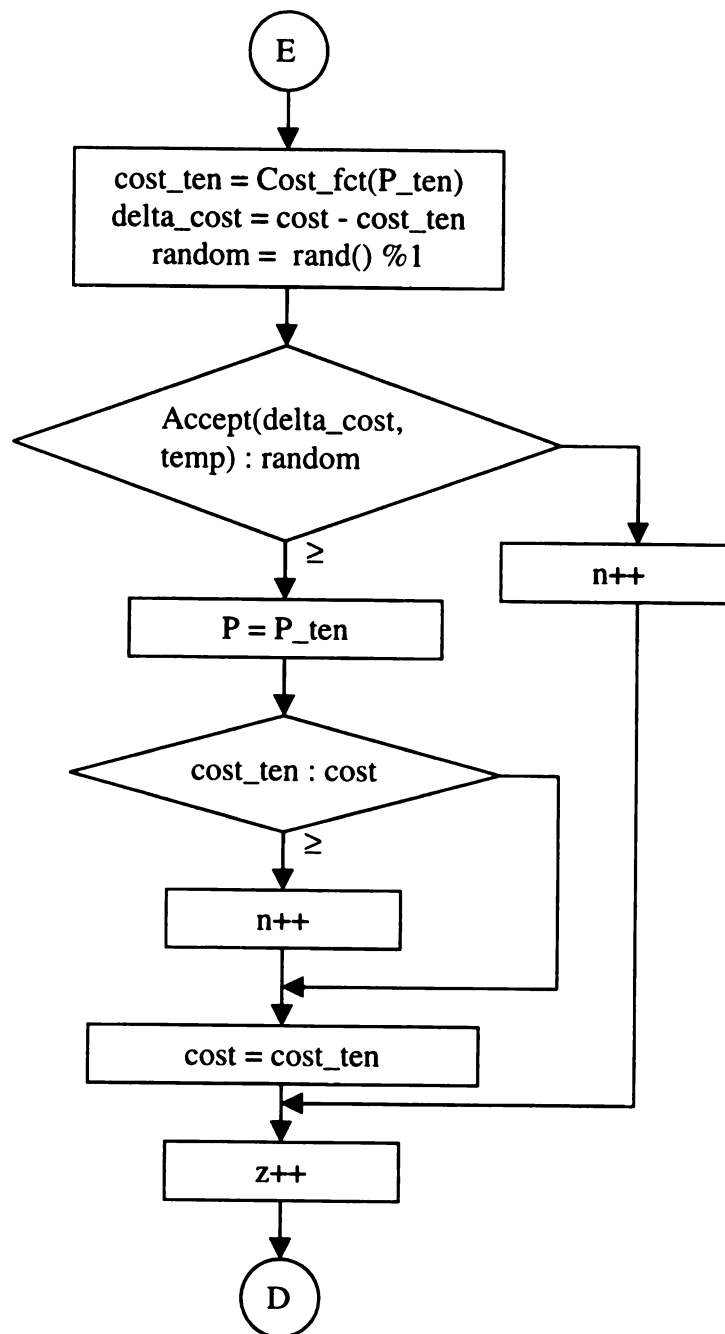 E
cost_ten = Cost_fct(P_ten)
delta_cost = cost - cost_ten
random = rand() %1
Accept(delta_cost,
temp) : random
≥
n++
P = P_ten
cost_ten : cost
≥
n++
cost = cost_ten
z++
D